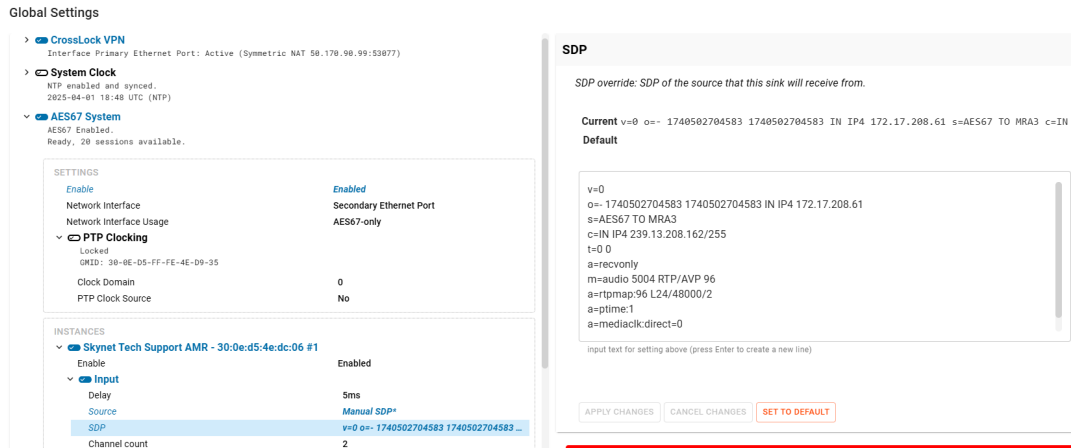 Global Settings
CrossLock VPN
Interface Primary Ethernet Port: Active (Symmetric NAT 50.170.90.99:53077)
System Clock
NTP enabled and synced.
2025-04-01 18:48 UTC (NTP)
AES67 System
AES67 Enabled.
Ready, 20 sessions available.
SETTINGS
Enable Enabled
Network Interface Secondary Ethernet Port
Network Interface Usage AES67-only
PTP Clocking
Locked
GMID: 30-0E-D5-FF-FE-4E-D9-35
Clock Domain 0
PTP Clock Source No
INSTANCES
Skynet Tech Support AMR - 30:0e:d5:4e:dc:06 #1
Enable Enabled
Input
Delay 5ms
Source Manual SDP*
SDP v=0 o=- 1740502704583 1740502704583 ...
Channel count 2
SDP
SDP override: SDP of the source that this sink will receive from.
Current v=0 o=- 1740502704583 1740502704583 IN IP4 172.17.208.61 s=AES67 TO MRA3 c=IN
Default
v=0
o=- 1740502704583 1740502704583 IN IP4 172.17.208.61
s=AES67 TO MRA3
c=IN IP4 239.13.208.162/255
t=0 0
a=recvonly
m=audio 5004 RTP/AVP 96
a=rtpmap:96 L24/48000/2
a=ptime:1
a=mediaclk:direct=0
input text for setting above (press Enter to create a new line)
APPLY CHANGES CANCEL CHANGES SET TO DEFAULT